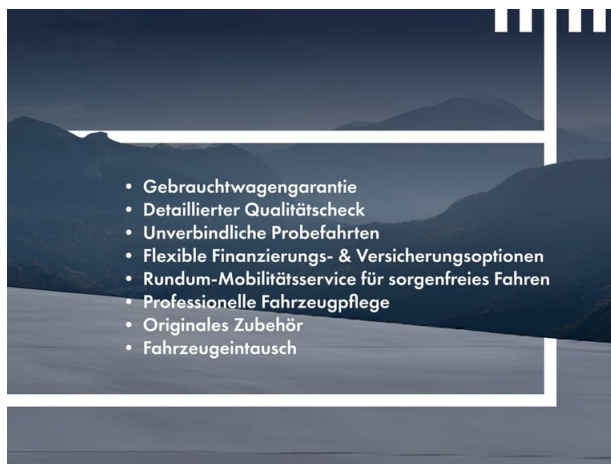 • Gebrauchtwagengarantie
• Detaillierter Qualitätscheck
• Unverbindliche Probefahrten
• Flexible Finanzierungs- & Versicherungsoptionen
• Rundum-Mobilitätsservice für sorgenfreies Fahren
• Professionelle Fahrzeugpflege
• Originales Zubehör
• Fahrzeugeintausch